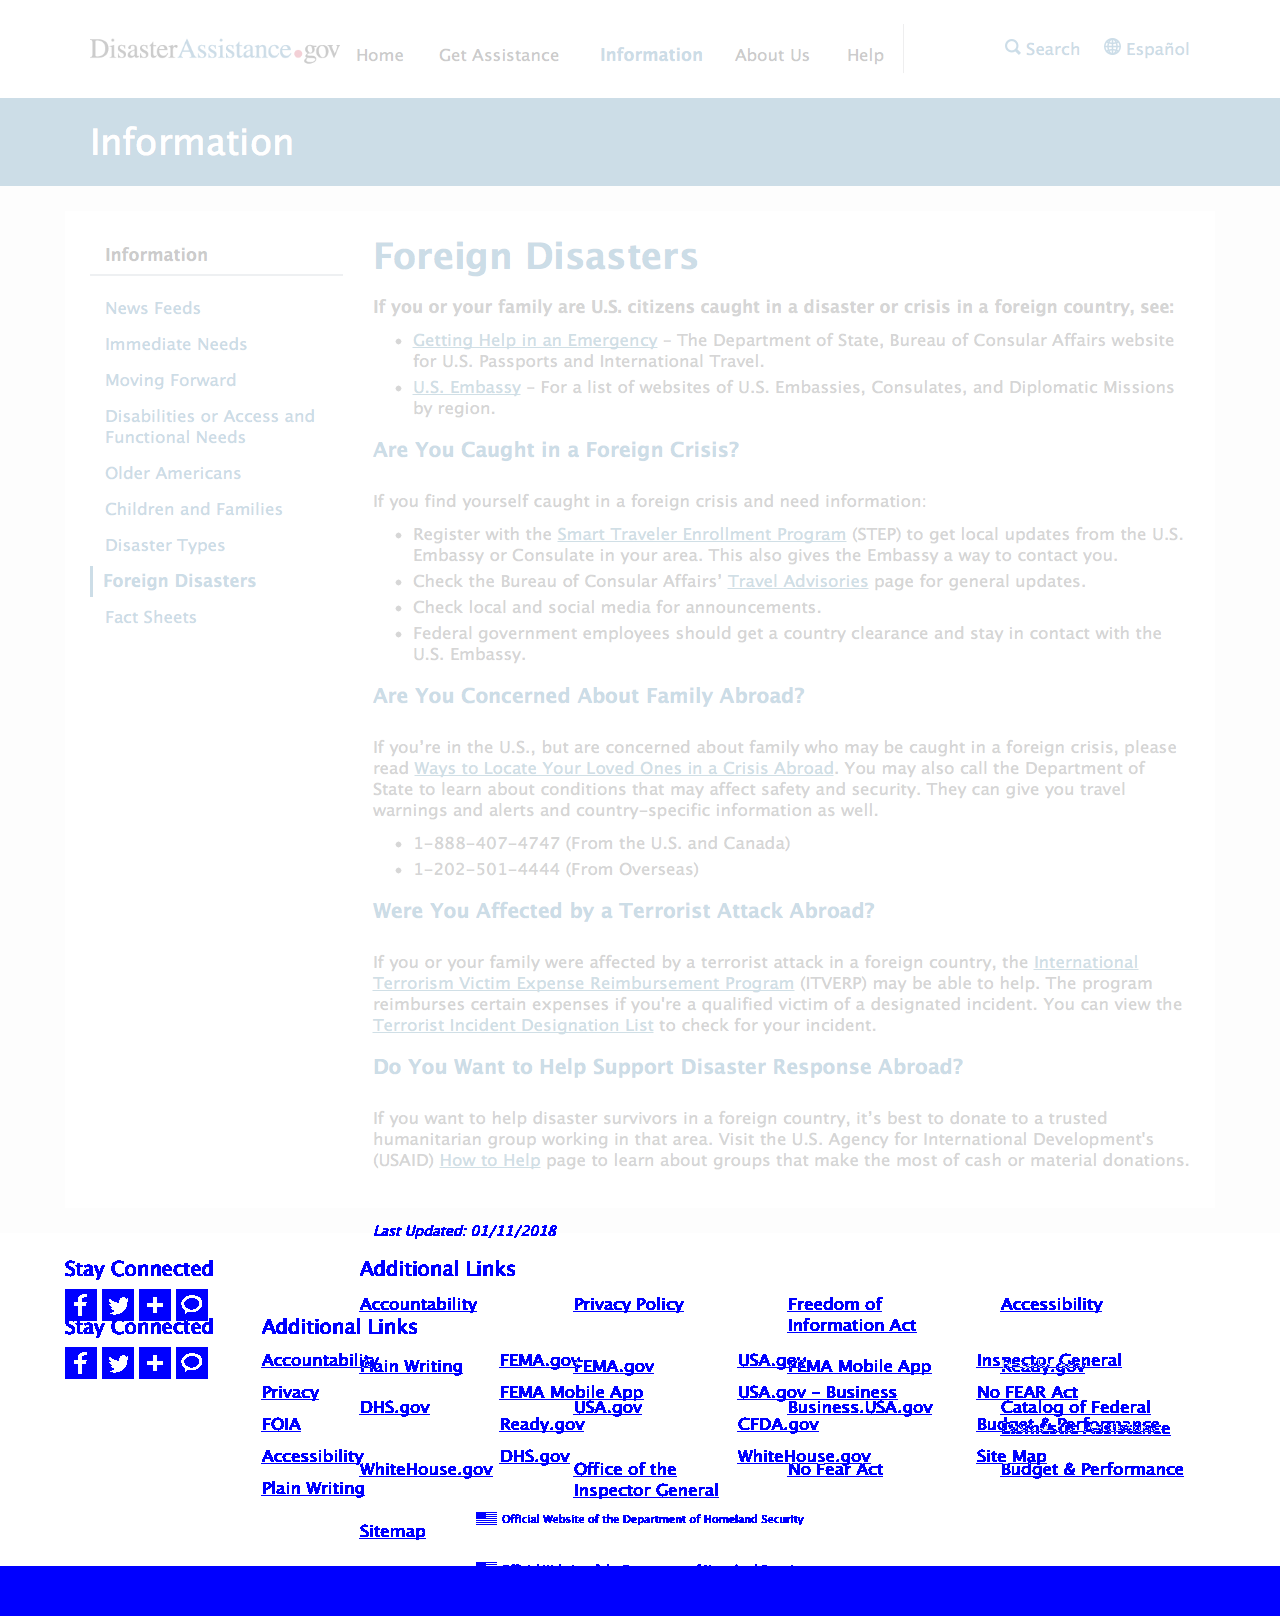 DisasterAssistance.gov Home Get Assistance Information About Us Help Search Español
Information
Information
News Feeds
Immediate Needs
Moving Forward
Disabilities or Access and
Functional Needs
Older Americans
Children and Families
Disaster Types
Foreign Disasters
Fact Sheets
Foreign Disasters
If you or your family are U.S. citizens caught in a disaster or crisis in a foreign country, see:
• Getting Help in an Emergency – The Department of State, Bureau of Consular Affairs website
for U.S. Passports and International Travel.
• U.S. Embassy – For a list of websites of U.S. Embassies, Consulates, and Diplomatic Missions
by region.
Are You Caught in a Foreign Crisis?
If you find yourself caught in a foreign crisis and need information:
• Register with the Smart Traveler Enrollment Program (STEP) to get local updates from the U.S.
Embassy or Consulate in your area. This also gives the Embassy a way to contact you.
• Check the Bureau of Consular Affairs’ Travel Advisories page for general updates.
• Check local and social media for announcements.
• Federal government employees should get a country clearance and stay in contact with the
U.S. Embassy.
Are You Concerned About Family Abroad?
If you’re in the U.S., but are concerned about family who may be caught in a foreign crisis, please
read Ways to Locate Your Loved Ones in a Crisis Abroad. You may also call the Department of
State to learn about conditions that may affect safety and security. They can give you travel
warnings and alerts and country-specific information as well.
• 1-888-407-4747 (From the U.S. and Canada)
• 1-202-501-4444 (From Overseas)
Were You Affected by a Terrorist Attack Abroad?
If you or your family were affected by a terrorist attack in a foreign country, the International
Terrorism Victim Expense Reimbursement Program (ITVERP) may be able to help. The program
reimburses certain expenses if you're a qualified victim of a designated incident. You can view the
Terrorist Incident Designation List to check for your incident.
Do You Want to Help Support Disaster Response Abroad?
If you want to help disaster survivors in a foreign country, it’s best to donate to a trusted
humanitarian group working in that area. Visit the U.S. Agency for International Development's
(USAID) How to Help page to learn about groups that make the most of cash or material donations.
Last Updated: 01/11/2018
Stay Connected Additional Links
Accountability Privacy Policy Freedom of Accessibility
Information Act
Stay Connected Additional Links
Accountability FEMA.gov USA.gov Inspector General
Plain Writing FEMA.gov FEMA Mobile App Ready.gov
Privacy FEMA Mobile App USA.gov - Business No FEAR Act
DHS.gov USA.gov Business.USA.gov Catalog of Federal
Domestic Assistance
FOIA Ready.gov CFDA.gov Budget & Performance
Accessibility DHS.gov WhiteHouse.gov Site Map
WhiteHouse.gov Office of the No Fear Act Budget & Performance
Inspector General
Plain Writing
Official Website of the Department of Homeland Security
Sitemap